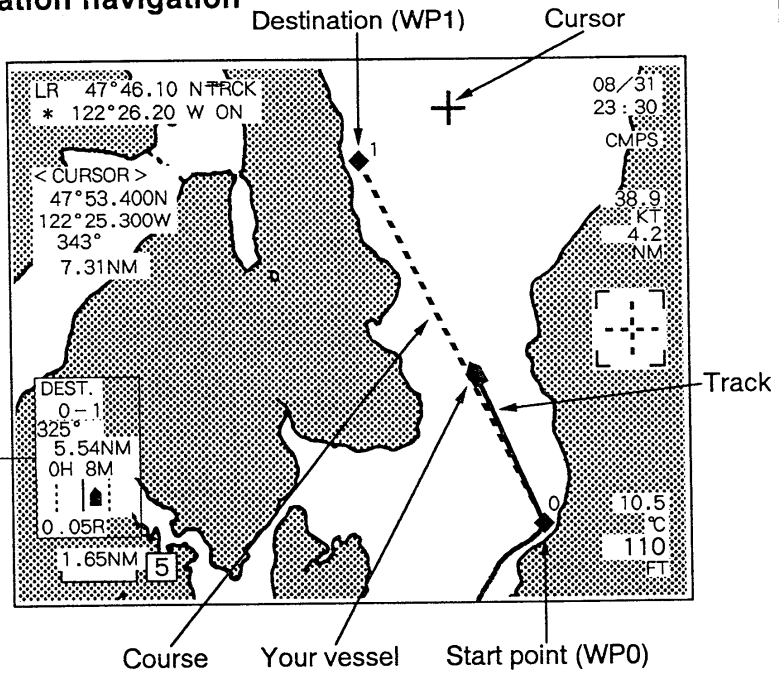 ation navigation
Destination (WP1)
Cursor
LR 47°46.10 N TRCK
* 122°26.20 W ON
08/31
23:30
CMPS
1
<CURSOR>
47°53.400N
122°25.300W
343°
7.31NM
38.9
KT
4.2
NM
Track
DEST.
0-1
325°
5.54NM
0H 8M
0.05R
1.65NM
5
0
10.5
°C
110
FT
Course
Your vessel
Start point (WP0)